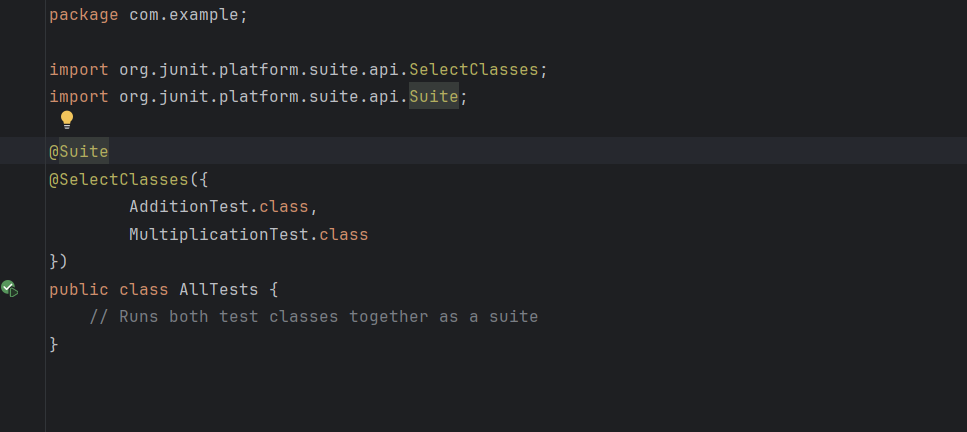 package com.example;
import org.junit.platform.suite.api.SelectClasses;
import org.junit.platform.suite.api.Suite;
@Suite
@SelectClasses({
        AdditionTest.class,
        MultiplicationTest.class
})
public class AllTests {
    // Runs both test classes together as a suite
}